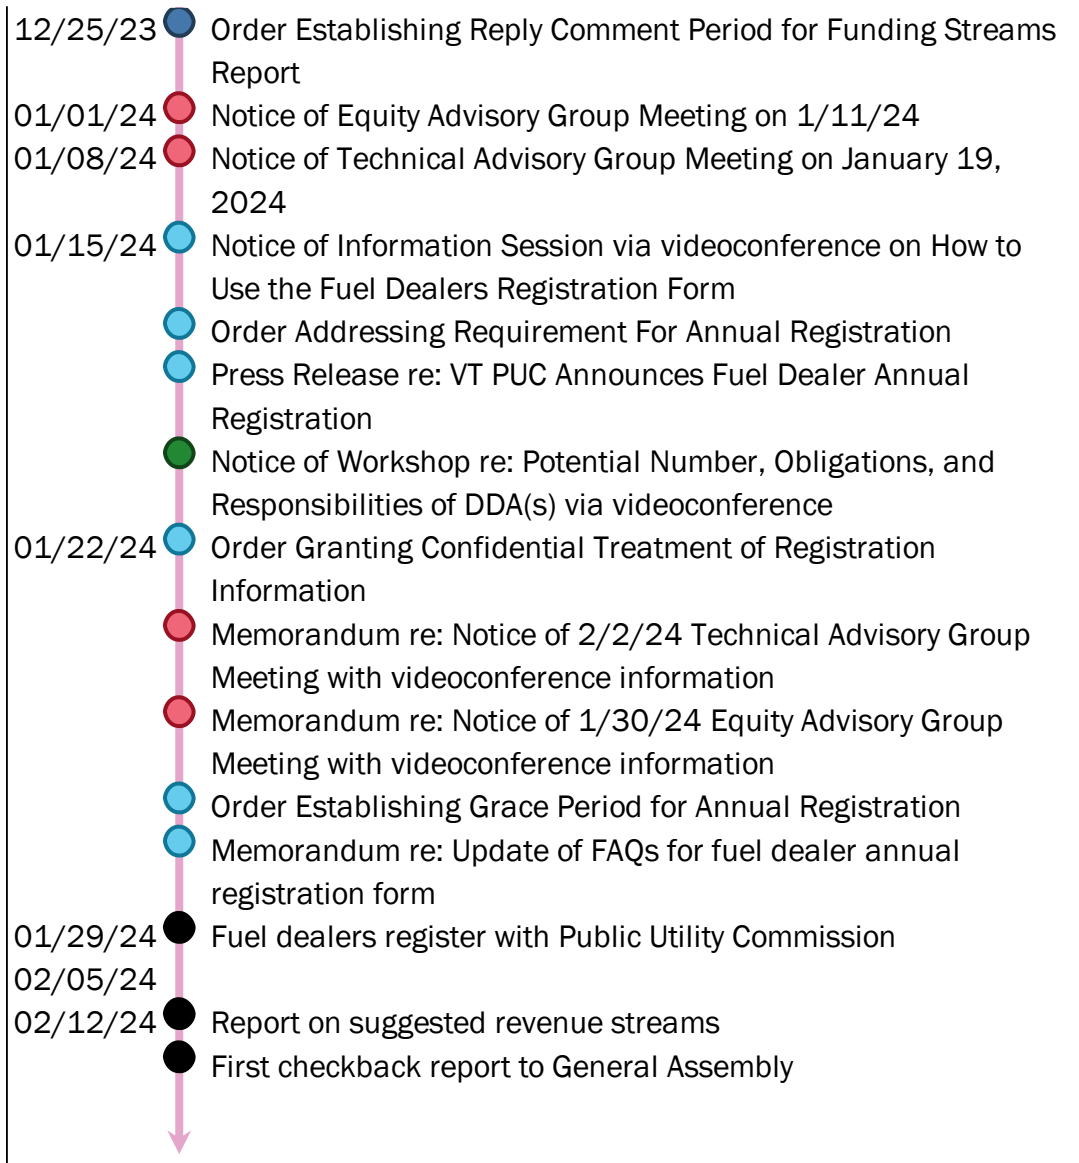 12/25/23 Order Establishing Reply Comment Period for Funding Streams
Report
01/01/24 Notice of Equity Advisory Group Meeting on 1/11/24
01/08/24 Notice of Technical Advisory Group Meeting on January 19,
2024
01/15/24 Notice of Information Session via videoconference on How to
Use the Fuel Dealers Registration Form
Order Addressing Requirement For Annual Registration
Press Release re: VT PUC Announces Fuel Dealer Annual
Registration
Notice of Workshop re: Potential Number, Obligations, and
Responsibilities of DDA(s) via videoconference
01/22/24 Order Granting Confidential Treatment of Registration
Information
Memorandum re: Notice of 2/2/24 Technical Advisory Group
Meeting with videoconference information
Memorandum re: Notice of 1/30/24 Equity Advisory Group
Meeting with videoconference information
Order Establishing Grace Period for Annual Registration
Memorandum re: Update of FAQs for fuel dealer annual
registration form
01/29/24 Fuel dealers register with Public Utility Commission
02/05/24
02/12/24 Report on suggested revenue streams
First checkback report to General Assembly